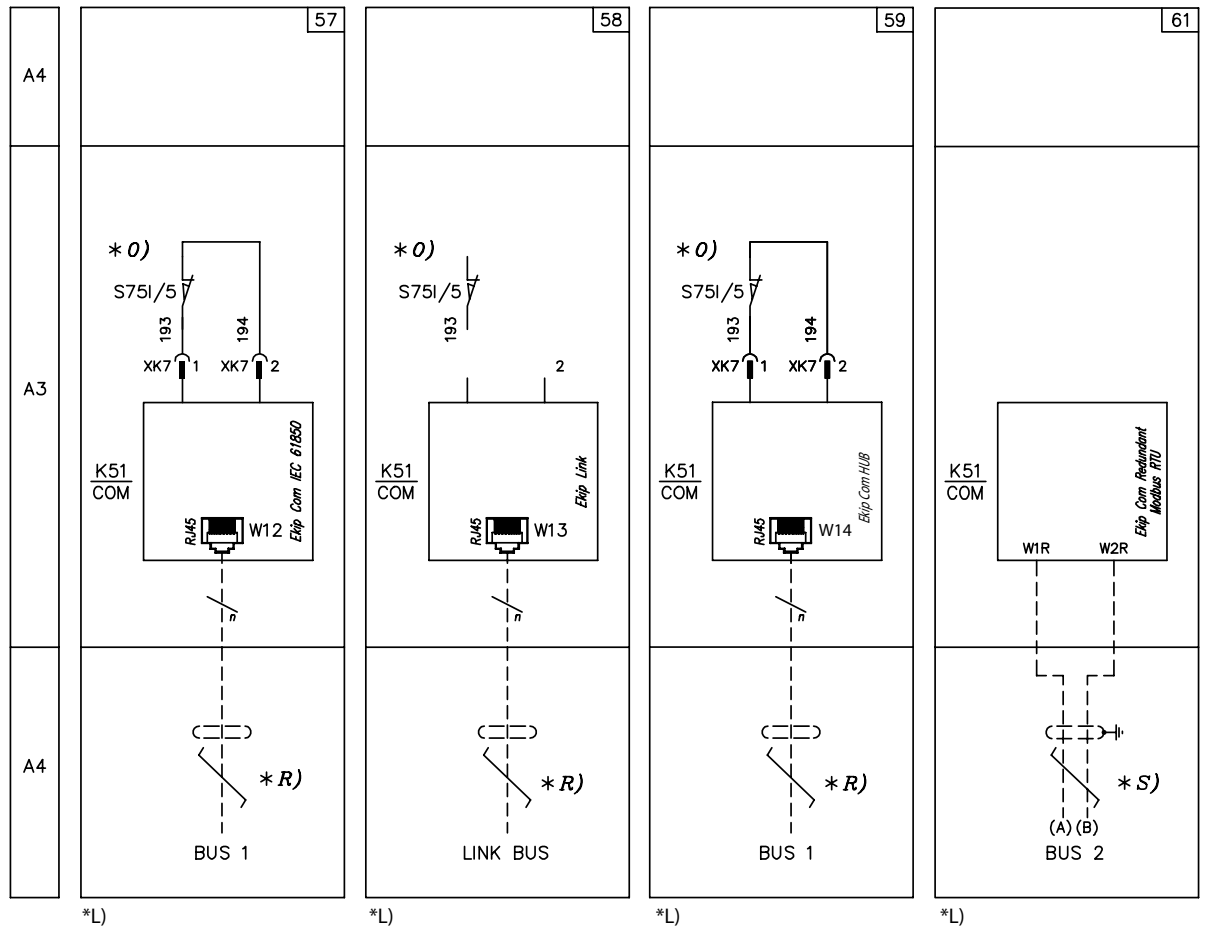 A4
A3
A4
57
*O)
S75I/5
193
194
XK7 1
XK7 2
K51
COM
Ekip Com IEC 61850
RJ45
W12
n
*R)
BUS 1
*L)
58
*O)
S75I/5
193
2
K51
COM
Ekip Link
RJ45
W13
n
*R)
LINK BUS
*L)
59
*O)
S75I/5
193
194
XK7 1
XK7 2
K51
COM
Ekip Com HUB
RJ45
W14
n
*R)
BUS 1
*L)
61
K51
COM
Ekip Com Redundant
Modbus RTU
W1R
W2R
*S)
(A) (B)
BUS 2
*L)